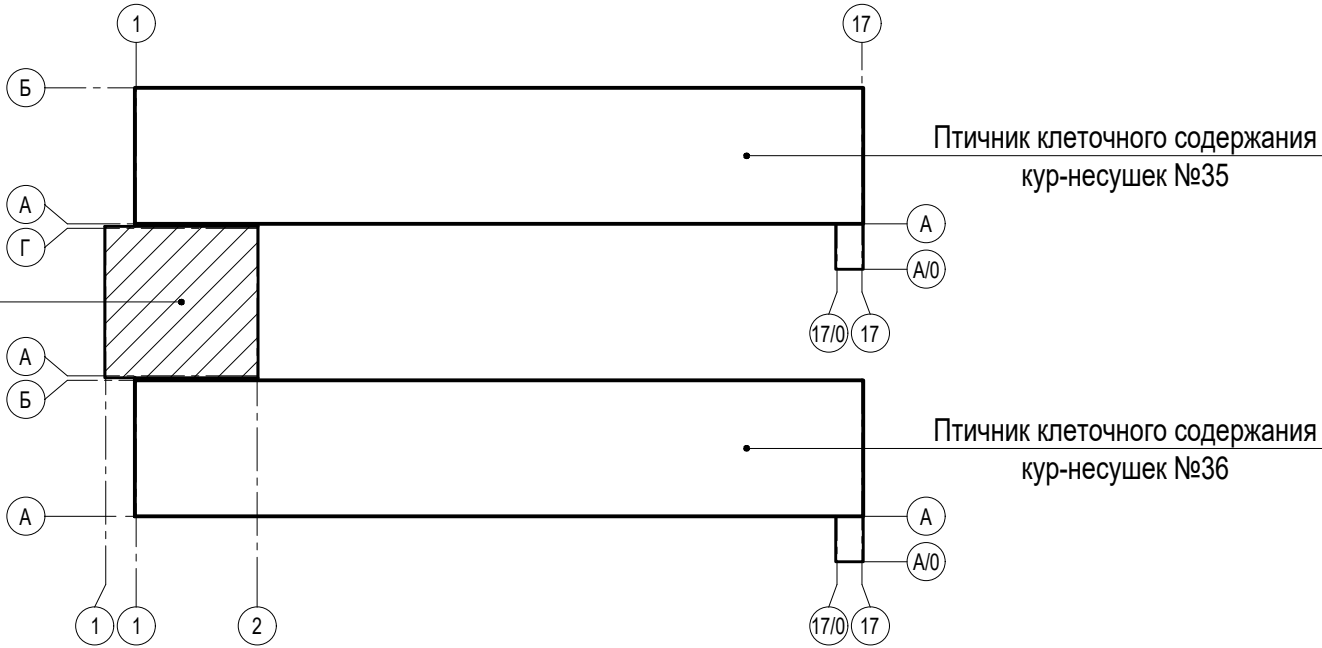 1
17
Б
Птичник клеточного содержания
кур-несушек №35
А
А
Г
А/0
17/0
17
А
Б
Птичник клеточного содержания
кур-несушек №36
А
А
А/0
1
1
2
17/0
17